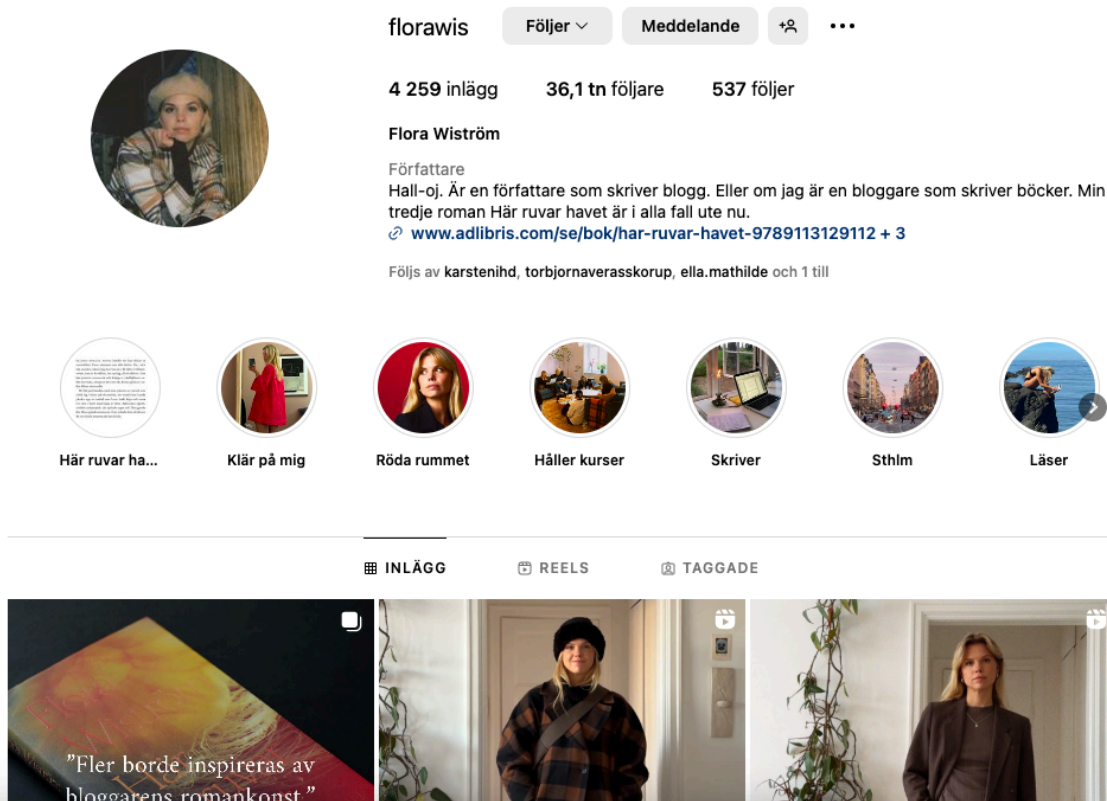 florawis Följer Meddelande
4 259 inlägg 36,1 tn följare 537 följer
Flora Wiström
Författare
Hall-oj. Är en författare som skriver blogg. Eller om jag är en bloggare som skriver böcker. Min
tredje roman Här ruvar havet är i alla fall ute nu.
www.adlibris.com/se/bok/har-ruvar-havet-9789113129112 + 3
Följs av karstenihd, torbjornaverasskorup, ella.mathilde och 1 till
Här ruvar ha... Klär på mig Röda rummet Håller kurser Skriver Sthlm Läser
INLÄGG REELS TAGGADE
”Fler borde inspireras av
bloggarens romankonst.”